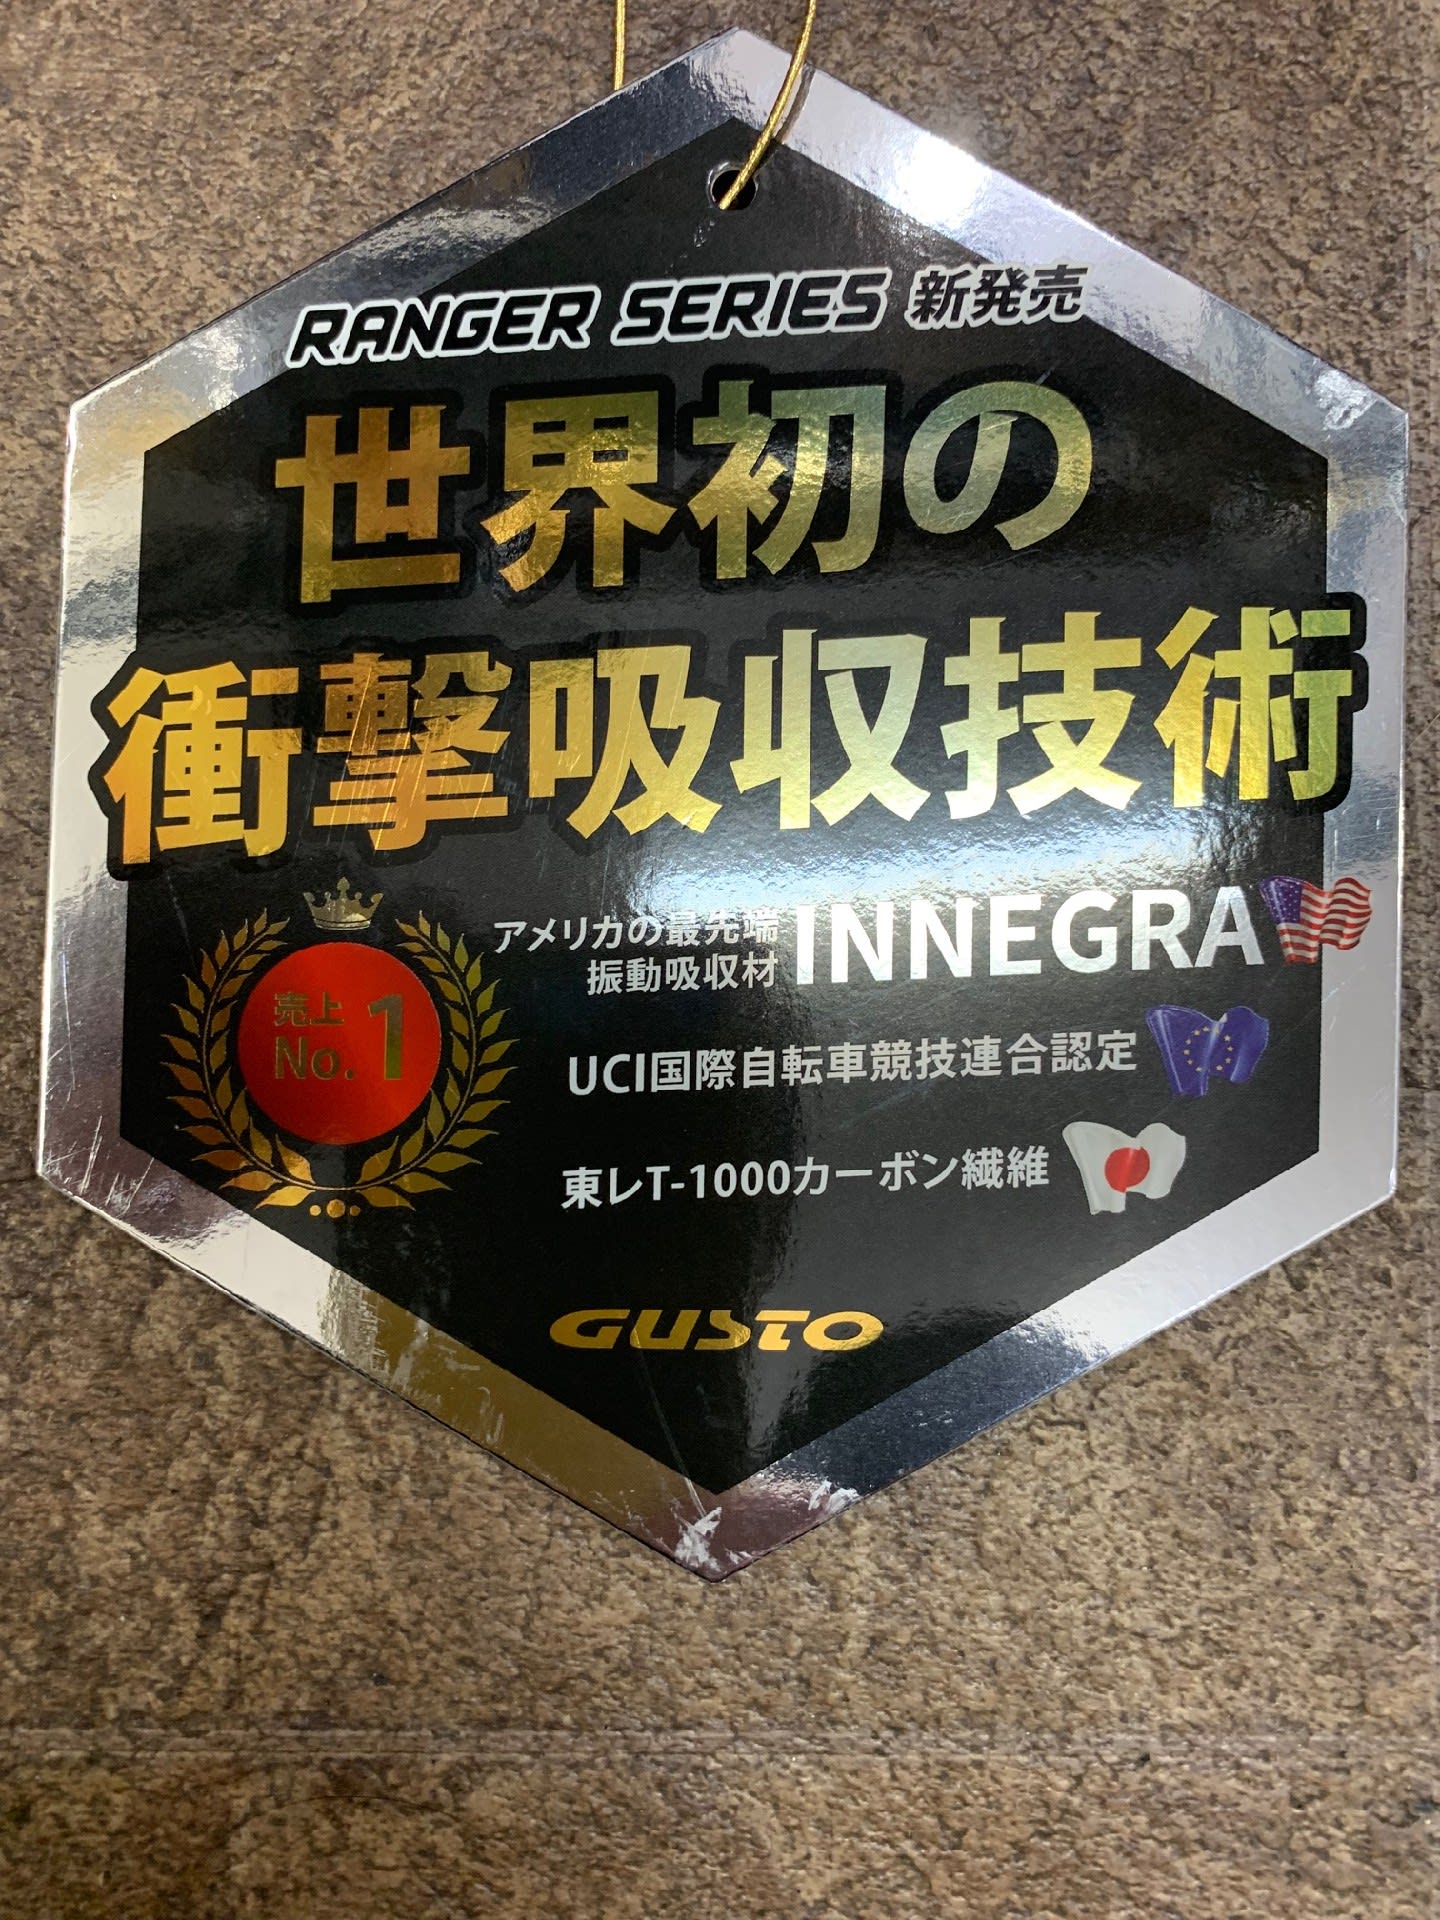 RANGER SERIES 新発売
世界初の
衝撃吸収技術
アメリカの最先端
振動吸収材 INNEGRA
売上
No.1
UCI国際自転車競技連合認定
東レT-1000カーボン繊維
GUSTO